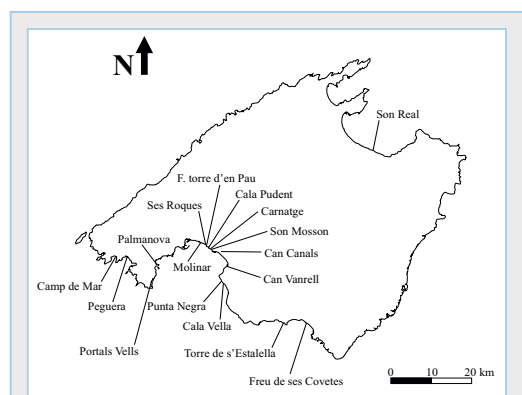 N
Son Real
F. torre d'en Pau
Cala Pudent
Ses Roques
Carnatge
Son Mosson
Palmanova
Can Canals
Molinar
Can Vanrell
Camp de Mar
Peguera
Punta Negra
Cala Vella
Portals Vells
Torre de s'Estalella
Freu de ses Covetes
0 10 20 km